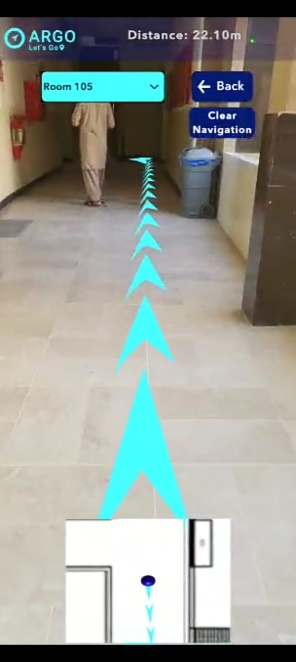 ARGO
Let's Go
Distance: 22.10m
Room 105
Back
Clear
Navigation